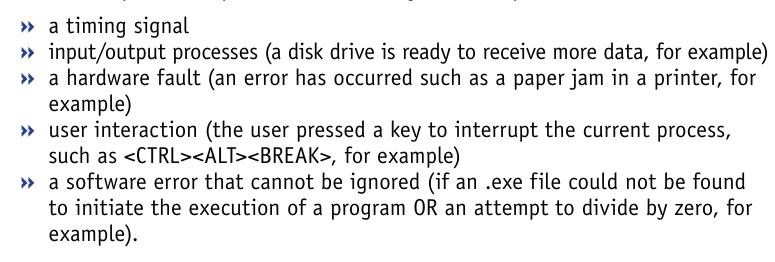 » a timing signal
» input/output processes (a disk drive is ready to receive more data, for example)
» a hardware fault (an error has occurred such as a paper jam in a printer, for
example)
» user interaction (the user pressed a key to interrupt the current process,
such as <CTRL><ALT><BREAK>, for example)
» a software error that cannot be ignored (if an .exe file could not be found
to initiate the execution of a program OR an attempt to divide by zero, for
example).